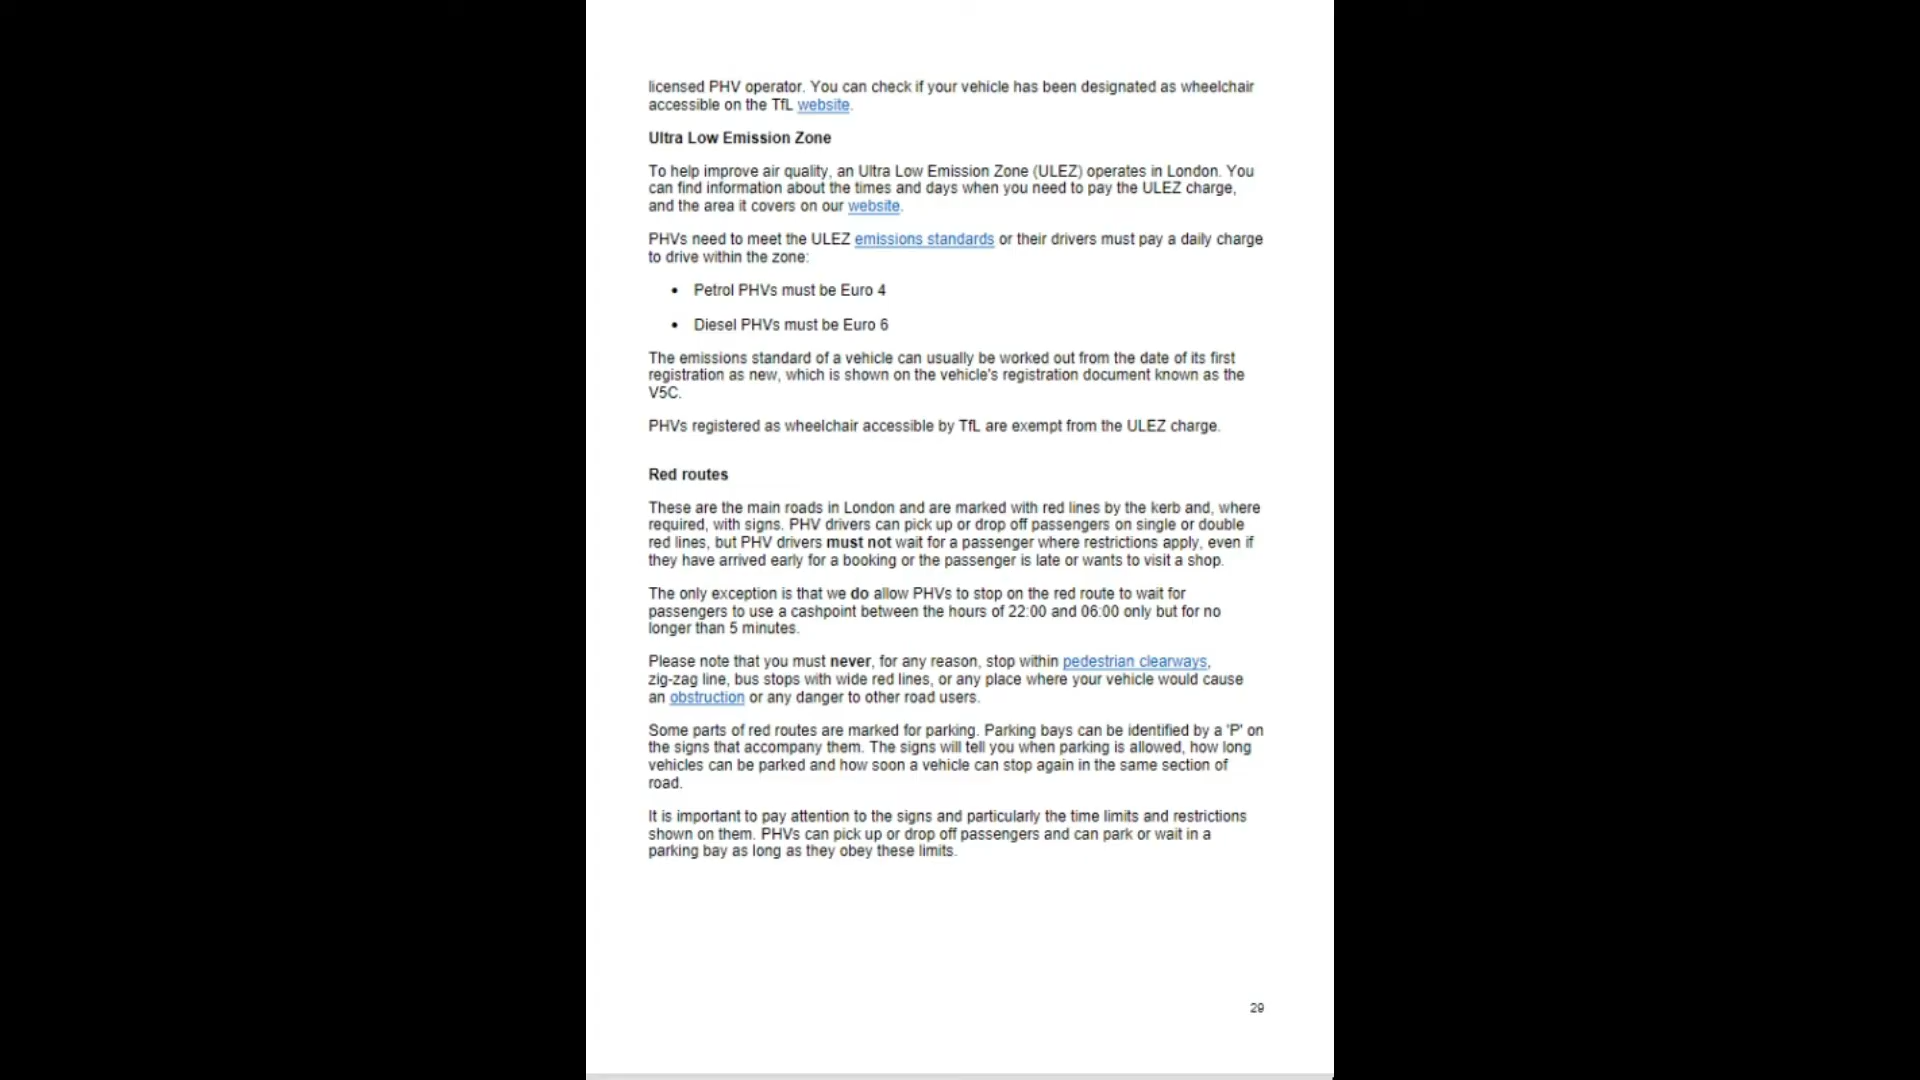 licensed PHV operator. You can check if your vehicle has been designated as wheelchair
accessible on the TfL website.
Ultra Low Emission Zone
To help improve air quality, an Ultra Low Emission Zone (ULEZ) operates in London. You
can find information about the times and days when you need to pay the ULEZ charge,
and the area it covers on our website.
PHVs need to meet the ULEZ emissions standards or their drivers must pay a daily charge
to drive within the zone:
• Petrol PHVs must be Euro 4
• Diesel PHVs must be Euro 6
The emissions standard of a vehicle can usually be worked out from the date of its first
registration as new, which is shown on the vehicle's registration document known as the
V5C.
PHVs registered as wheelchair accessible by TfL are exempt from the ULEZ charge.
Red routes
These are the main roads in London and are marked with red lines by the kerb and, where
required, with signs. PHV drivers can pick up or drop off passengers on single or double
red lines, but PHV drivers must not wait for a passenger where restrictions apply, even if
they have arrived early for a booking or the passenger is late or wants to visit a shop.
The only exception is that we do allow PHVs to stop on the red route to wait for
passengers to use a cashpoint between the hours of 22:00 and 06:00 only but for no
longer than 5 minutes.
Please note that you must never, for any reason, stop within pedestrian clearways,
zig-zag line, bus stops with wide red lines, or any place where your vehicle would cause
an obstruction or any danger to other road users.
Some parts of red routes are marked for parking. Parking bays can be identified by a 'P' on
the signs that accompany them. The signs will tell you when parking is allowed, how long
vehicles can be parked and how soon a vehicle can stop again in the same section of
road.
It is important to pay attention to the signs and particularly the time limits and restrictions
shown on them. PHVs can pick up or drop off passengers and can park or wait in a
parking bay as long as they obey these limits.
29